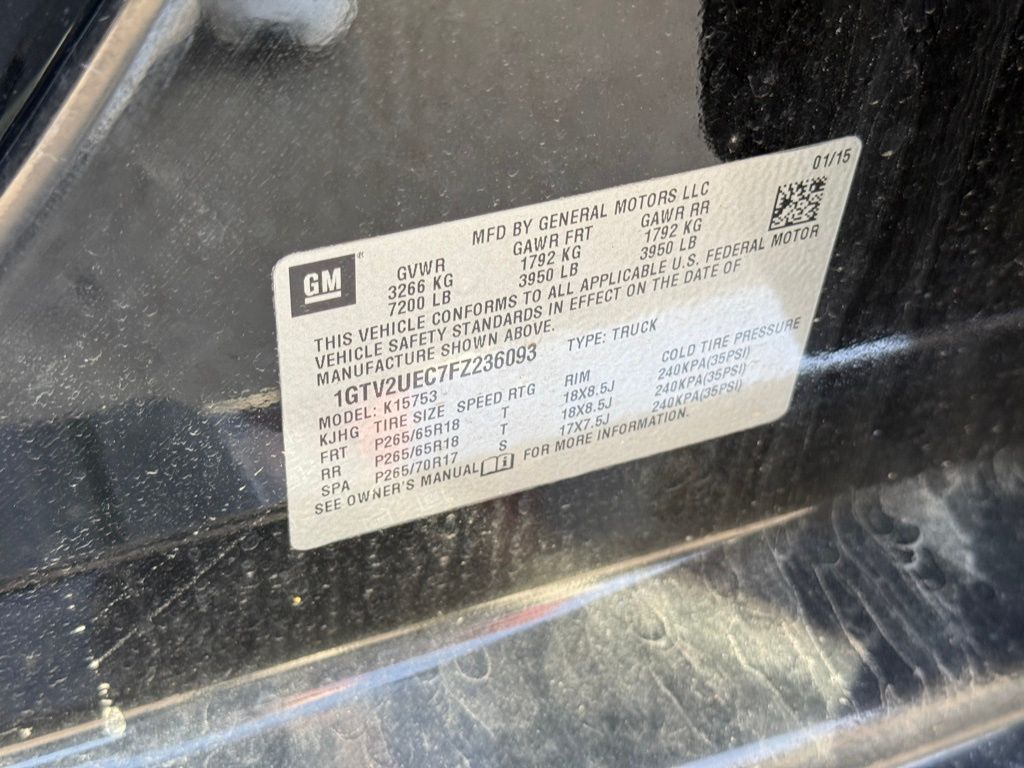 01/15
MFD BY GENERAL MOTORS LLC
GM
GVWR GAWR FRT GAWR RR
3266 KG 1792 KG 1792 KG
7200 LB 3950 LB 3950 LB
THIS VEHICLE CONFORMS TO ALL APPLICABLE U.S. FEDERAL MOTOR
VEHICLE SAFETY STANDARDS IN EFFECT ON THE DATE OF
MANUFACTURE SHOWN ABOVE.
1GTV2UEC7FZ236093 TYPE: TRUCK
MODEL: K15753
KJHG TIRE SIZE SPEED RTG RIM COLD TIRE PRESSURE
FRT P265/65R18 T 18X8.5J 240KPA(35PSI)
RR P265/65R18 T 18X8.5J 240KPA(35PSI)
SPA P265/70R17 S 17X7.5J 240KPA(35PSI)
SEE OWNER'S MANUAL FOR MORE INFORMATION.